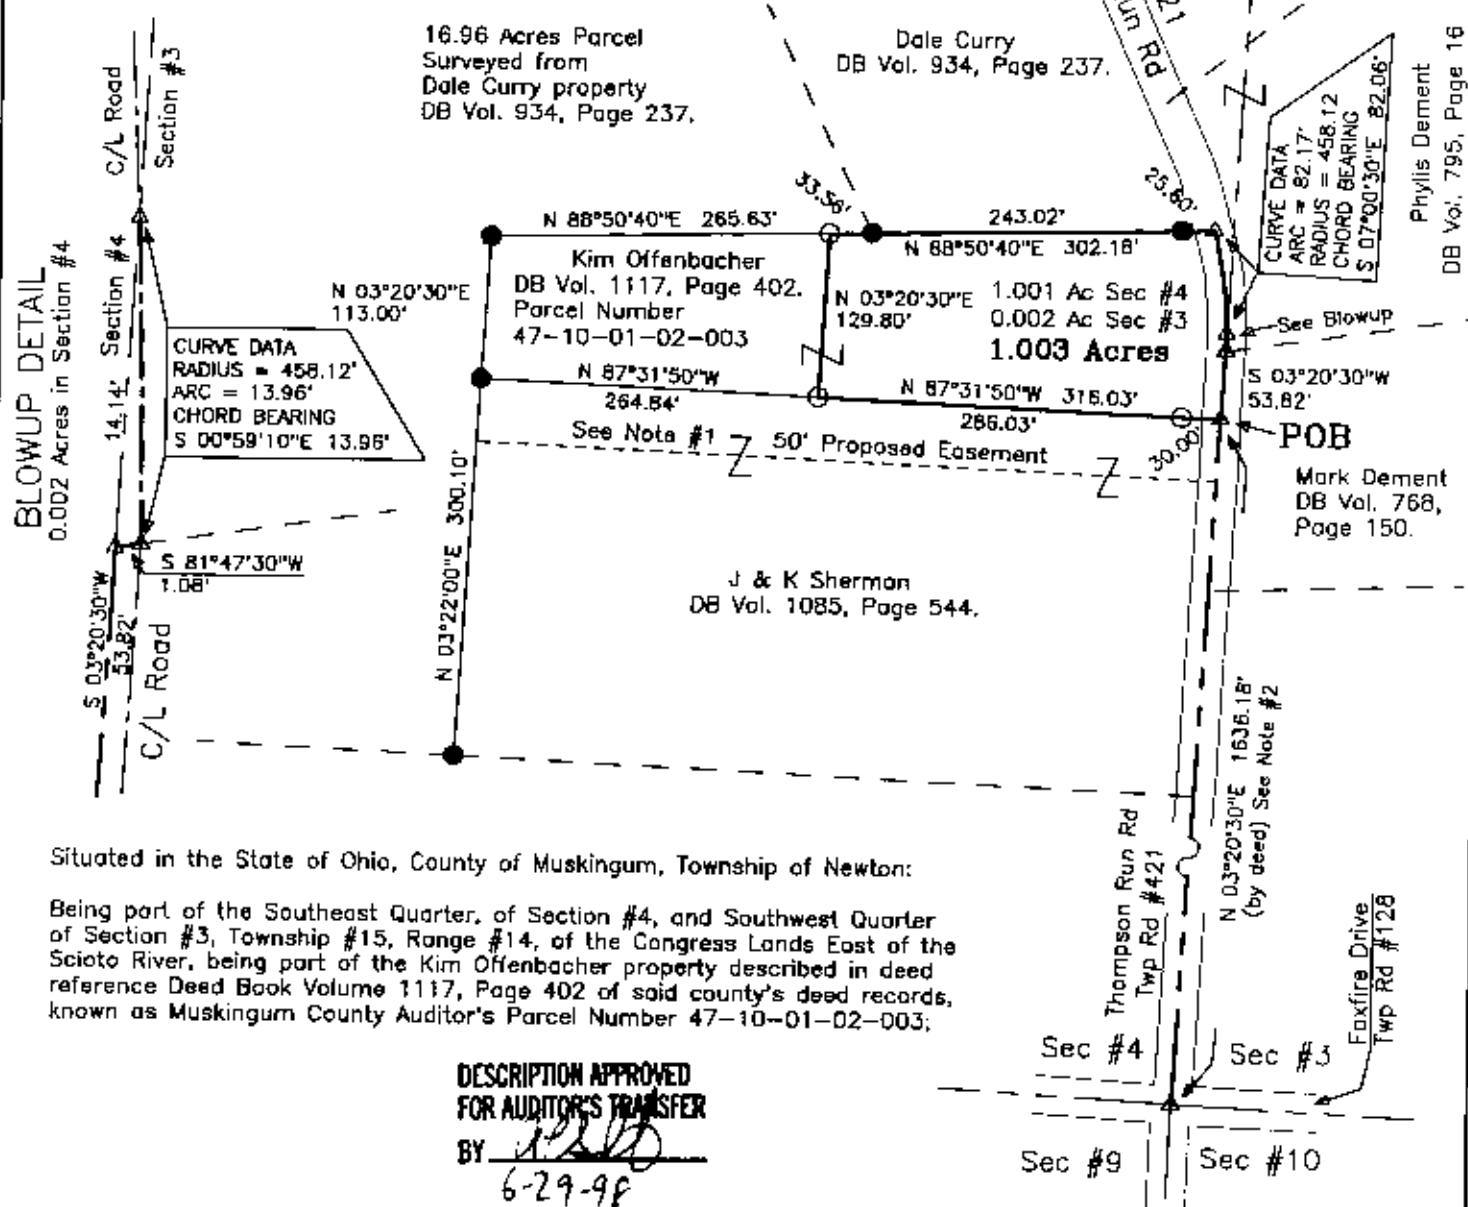 16.96 Acres Parcel
Surveyed from
Dale Curry property
DB Vol. 934, Page 237.
Dale Curry
DB Vol. 934, Page 237.
un Rd
21
CURVE DATA
ARC = 82.17'
RADIUS = 458.12
CHORD BEARING
S 07°00'30"E 82.06'
Phylis Dement
DB Vol. 795, Page 16
C/L Road
Section #3
BLOWUP DETAIL
0.002 Acres in Section #4
14.14' Section #4
CURVE DATA
RADIUS = 458.12'
ARC = 13.96'
CHORD BEARING
S 00°59'10"E 13.96'
S 81°47'30"W
1.08'
S 03°20'30"W
53.82'
C/L Road
N 03°20'30"E
113.00'
N 88°50'40"E 265.63'
33.56'
243.02'
25.60'
N 88°50'40"E 302.18'
Kim Offenbacher
DB Vol. 1117, Page 402.
Parcel Number
47-10-01-02-003
N 03°20'30"E
129.80'
1.001 Ac Sec #4
0.002 Ac Sec #3
1.003 Acres
See Blowup
N 87°31'50"W
264.84'
N 87°31'50"W 316.03'
286.03'
30.00'
S 03°20'30"W
53.82'
POB
See Note #1
50' Proposed Easement
Mark Dement
DB Vol. 768,
Page 150.
N 03°22'00"E 300.10'
J & K Sherman
DB Vol. 1085, Page 544.
N 03°20'30"E 1636.18'
(by deed) See Note #2
Thompson Run Rd
Twp Rd #421
Foxfire Drive
Twp Rd #128
Situated in the State of Ohio, County of Muskingum, Township of Newton:
Being part of the Southeast Quarter, of Section #4, and Southwest Quarter
of Section #3, Township #15, Range #14, of the Congress Lands East of the
Scioto River, being part of the Kim Offenbacher property described in deed
reference Deed Book Volume 1117, Page 402 of said county's deed records,
known as Muskingum County Auditor's Parcel Number 47-10-01-02-003;
Sec #4
Sec #3
Sec #9
Sec #10
DESCRIPTION APPROVED
FOR AUDITOR'S TRANSFER
BY
6-29-98